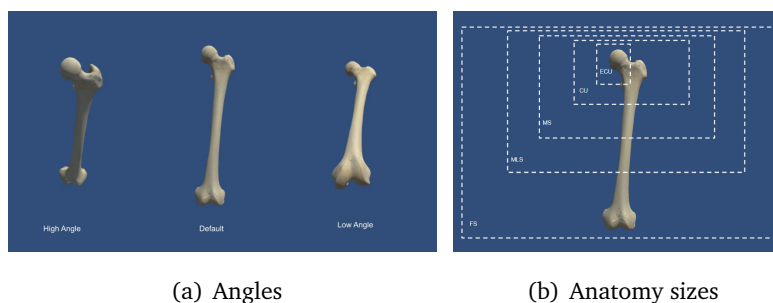 High Angle
Default
Low Angle
ECU
CU
MS
MLS
FS
(a) Angles
(b) Anatomy sizes